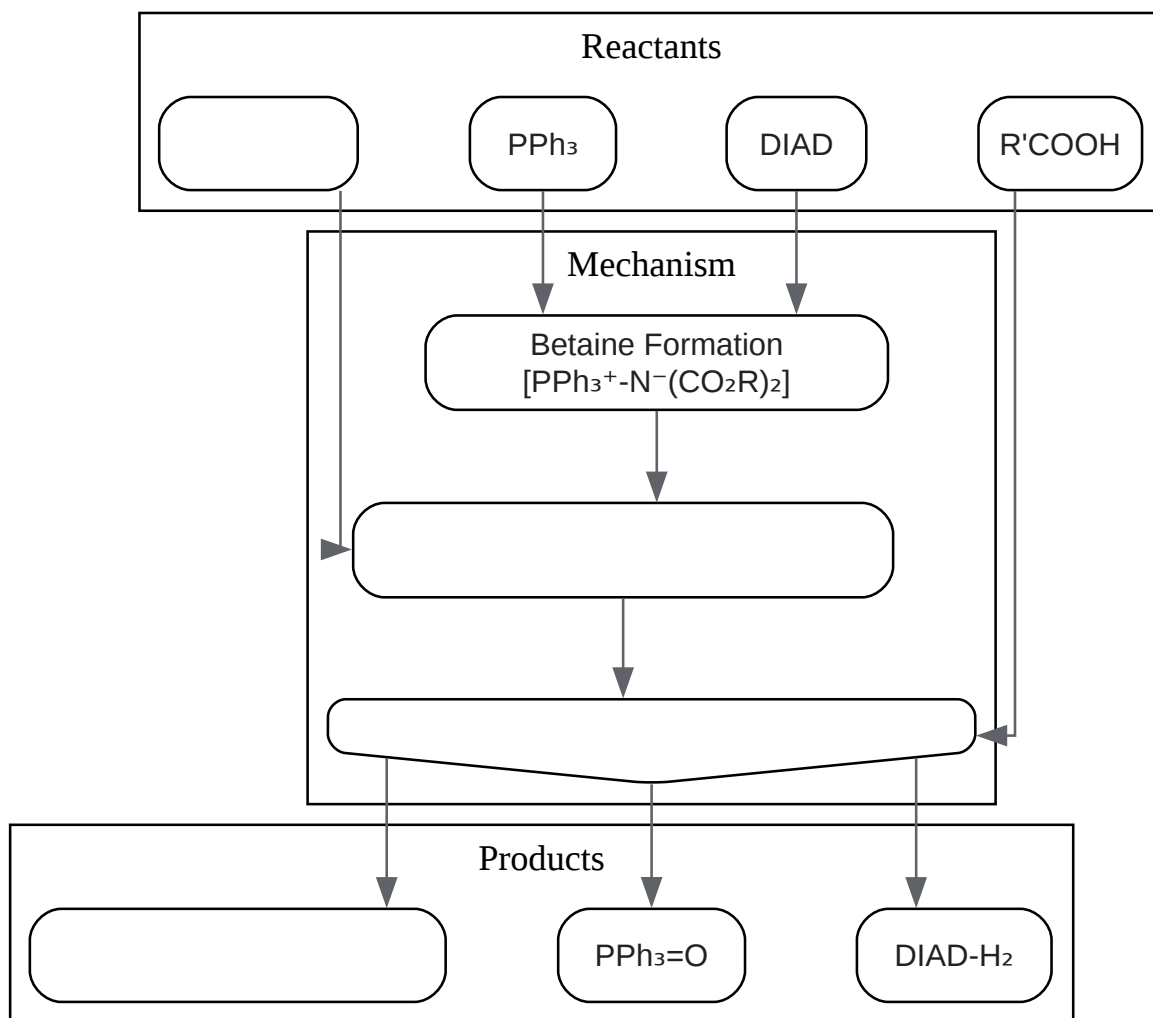 Reactants
PPh₃
DIAD
R'COOH
Mechanism
Betaine Formation
[PPh₃⁺-N⁻(CO₂R)₂]
Products
PPh₃=O
DIAD-H₂